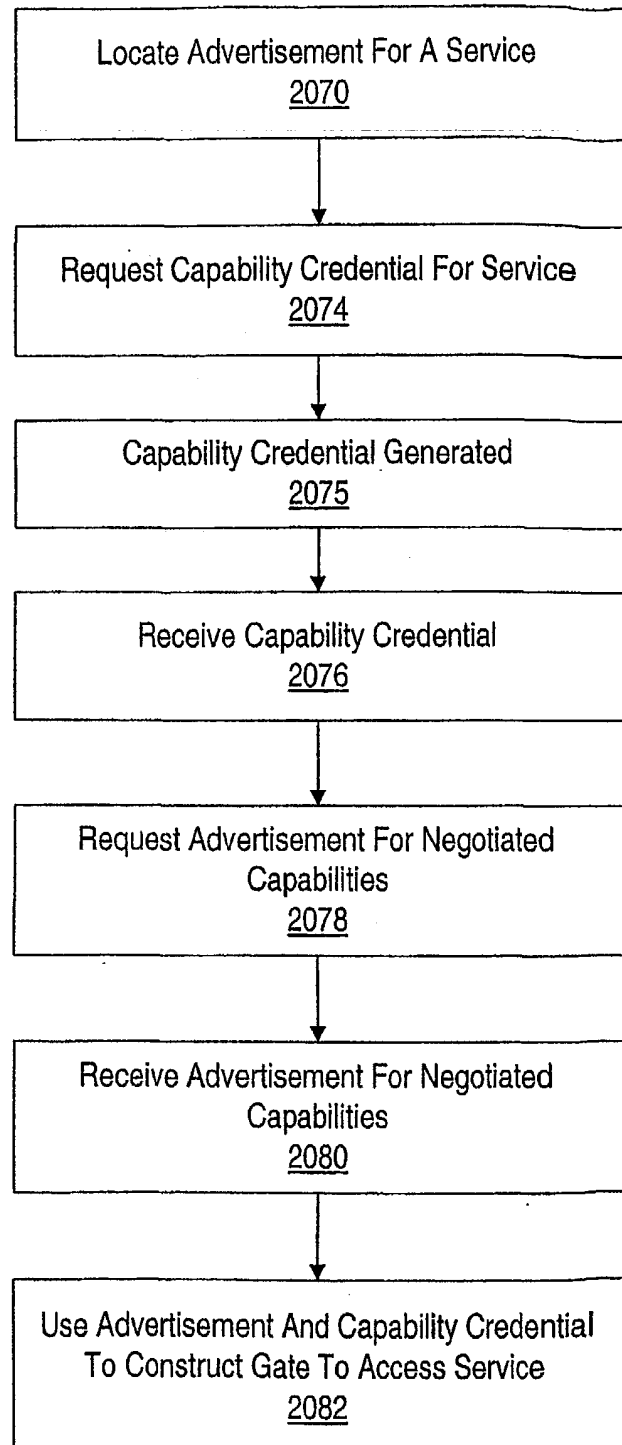 Locate Advertisement For A Service
2070
Request Capability Credential For Service
2074
Capability Credential Generated
2075
Receive Capability Credential
2076
Request Advertisement For Negotiated
Capabilities
2078
Receive Advertisement For Negotiated
Capabilities
2080
Use Advertisement And Capability Credential
To Construct Gate To Access Service
2082